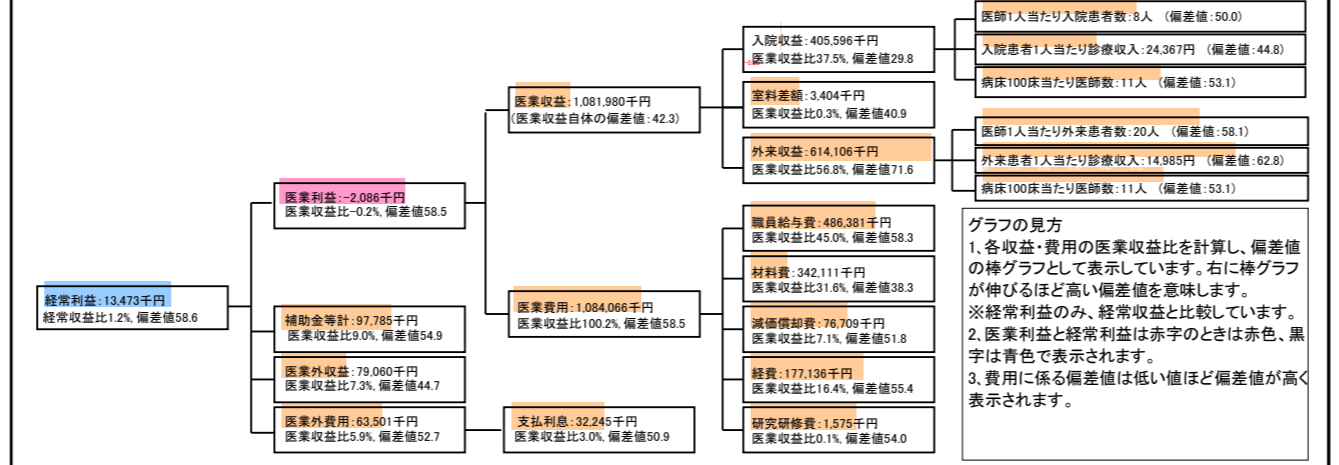 経常利益:13,473千円
経常収益比1.2%, 偏差値58.6
医業利益:-2,086千円
医業収益比-0.2%, 偏差値58.5
補助金等計:97,785千円
医業収益比9.0%, 偏差値54.9
医業外収益:79,060千円
医業収益比7.3%, 偏差値44.7
医業外費用:63,501千円
医業収益比5.9%, 偏差値52.7
医業収益:1,081,980千円
(医業収益自体の偏差値:42.3)
医業費用:1,084,066千円
医業収益比100.2%, 偏差値58.5
支払利息:32,245千円
医業収益比3.0%, 偏差値50.9
入院収益:405,596千円
医業収益比37.5%, 偏差値29.8
室料差額:3,404千円
医業収益比0.3%, 偏差値40.9
外来収益:614,106千円
医業収益比56.8%, 偏差値71.6
職員給与費:486,381千円
医業収益比45.0%, 偏差値58.3
材料費:342,111千円
医業収益比31.6%, 偏差値38.3
減価償却費:76,709千円
医業収益比7.1%, 偏差値51.8
経費:177,136千円
医業収益比16.4%, 偏差値55.4
研究研修費:1,575千円
医業収益比0.1%, 偏差値54.0
医師1人当たり入院患者数:8人 (偏差値:50.0)
入院患者1人当たり診療収入:24,367円 (偏差値:44.8)
病床100床当たり医師数:11人 (偏差値:53.1)
医師1人当たり外来患者数:20人 (偏差値:58.1)
外来患者1人当たり診療収入:14,985円 (偏差値:62.8)
病床100床当たり医師数:11人 (偏差値:53.1)
グラフの見方
1、各収益・費用の医業収益比を計算し、偏差値
の棒グラフとして表示しています。右に棒グラフ
が伸びるほど高い偏差値を意味します。
※経常利益のみ、経常収益と比較しています。
2、医業利益と経常利益は赤字のときは赤色、黒
字は青色で表示されます。
3、費用に係る偏差値は低い値ほど偏差値が高く
表示されます。